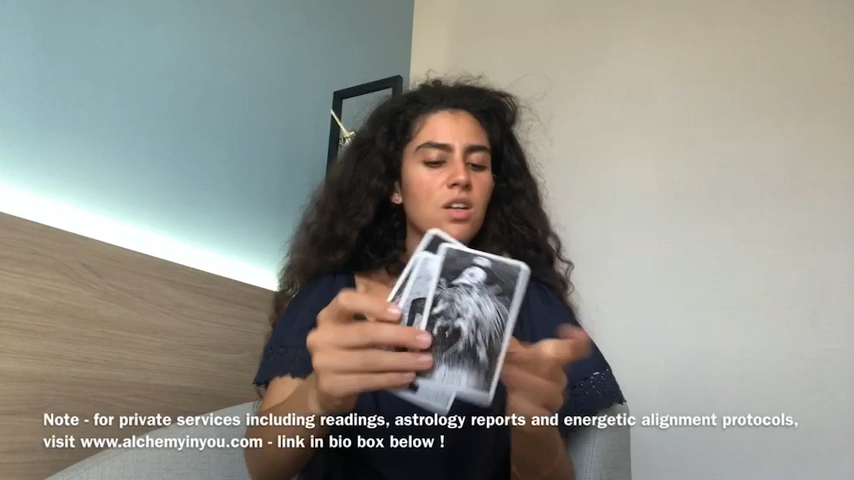 Note - for private services including readings, astrology reports and energetic alignment protocols,
visit www.alchemyinyou.com - link in bio box below !